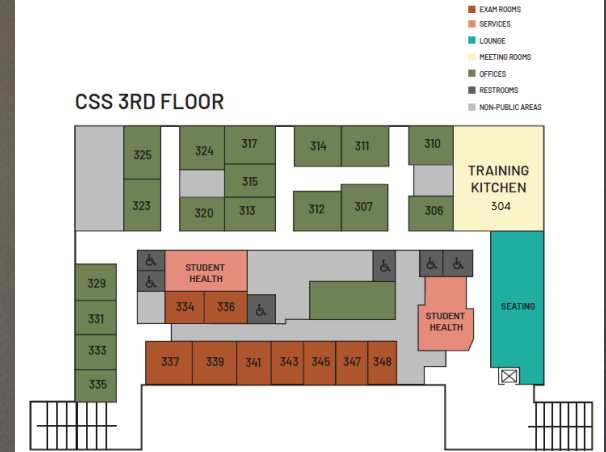 EXAM ROOMS
SERVICES
LOUNGE
MEETING ROOMS
OFFICES
RESTROOMS
NON-PUBLIC AREAS
CSS 3RD FLOOR
325
324
317
314
311
310
TRAINING
KITCHEN
304
315
323
320
313
312
307
306
STUDENT
HEALTH
329
334
336
331
SEATING
STUDENT
HEALTH
333
337
339
341
343
345
347
348
335